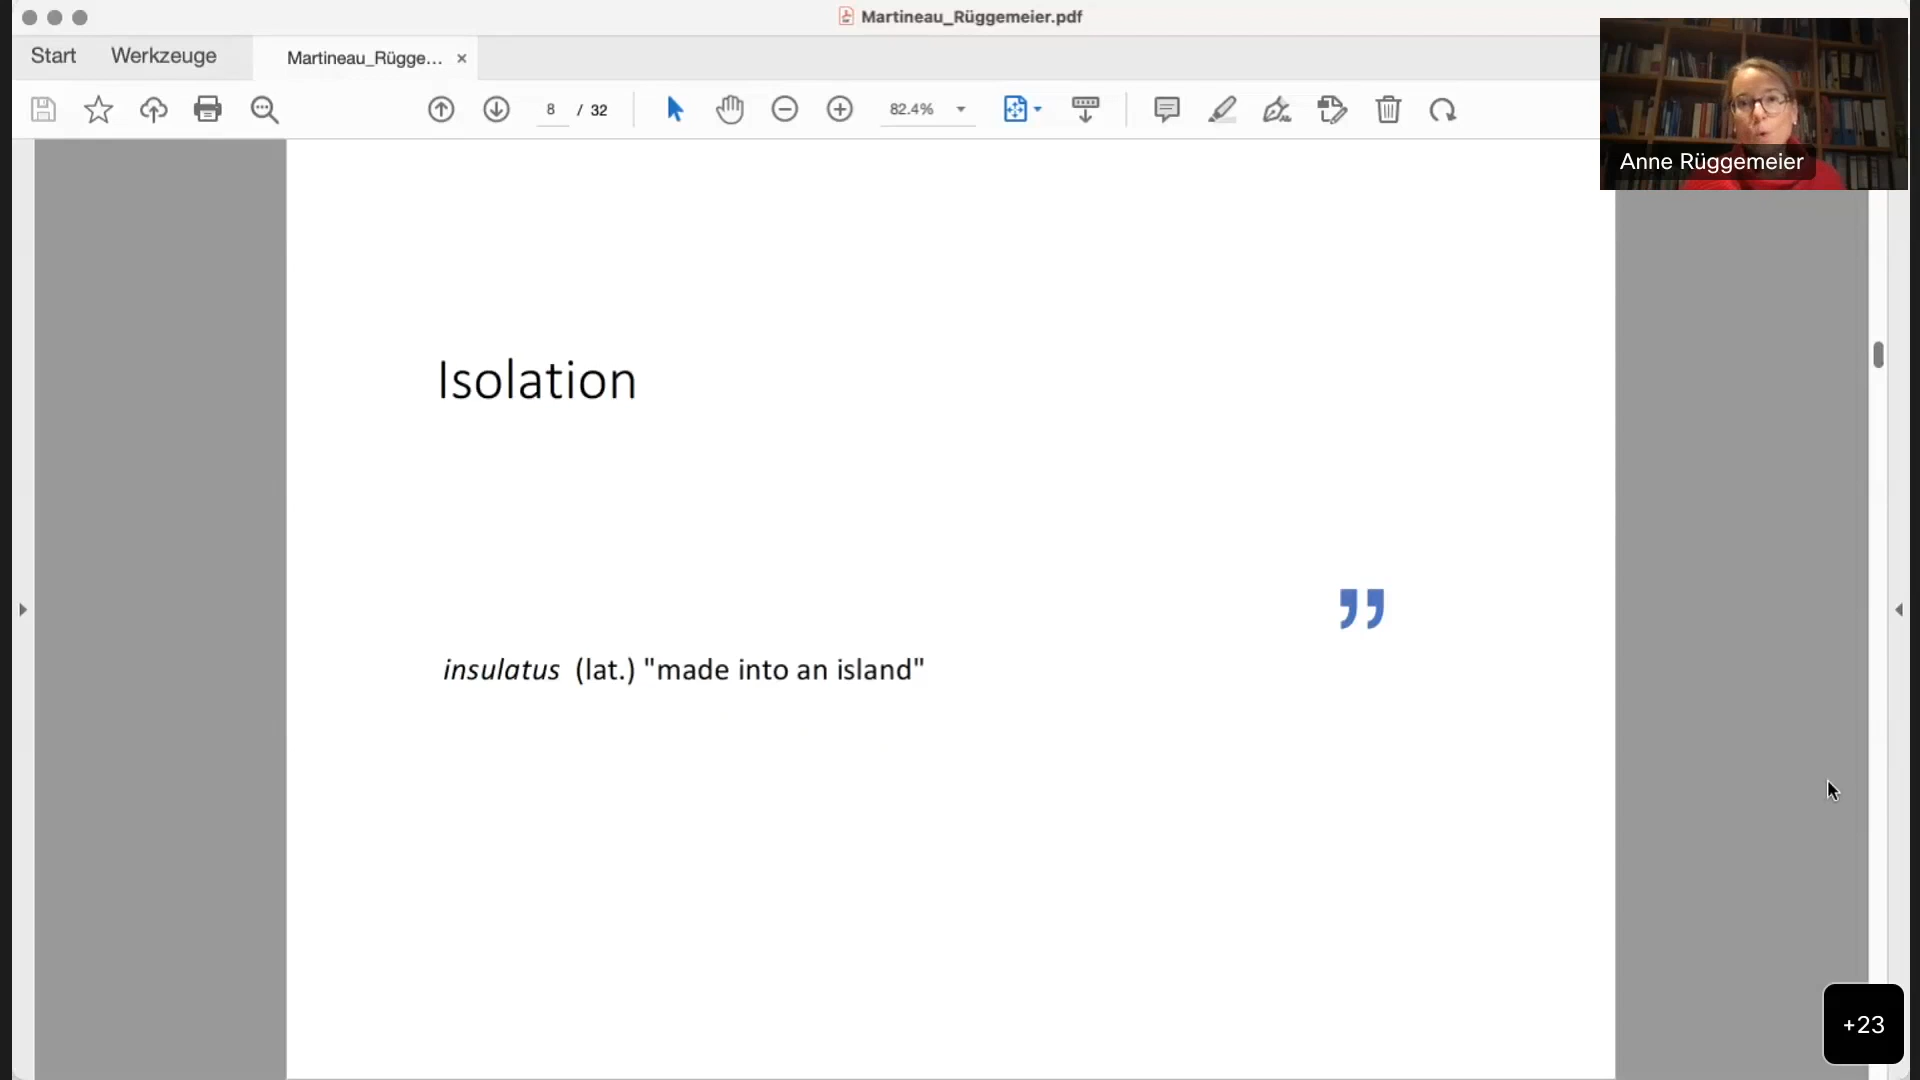 Martineau_Rüggemeier.pdf
Start Werkzeuge Martineau_Rügge... ×
8 / 32 82.4%
Anne Rüggemeier
Isolation
”
insulatus (lat.) "made into an island"
+23